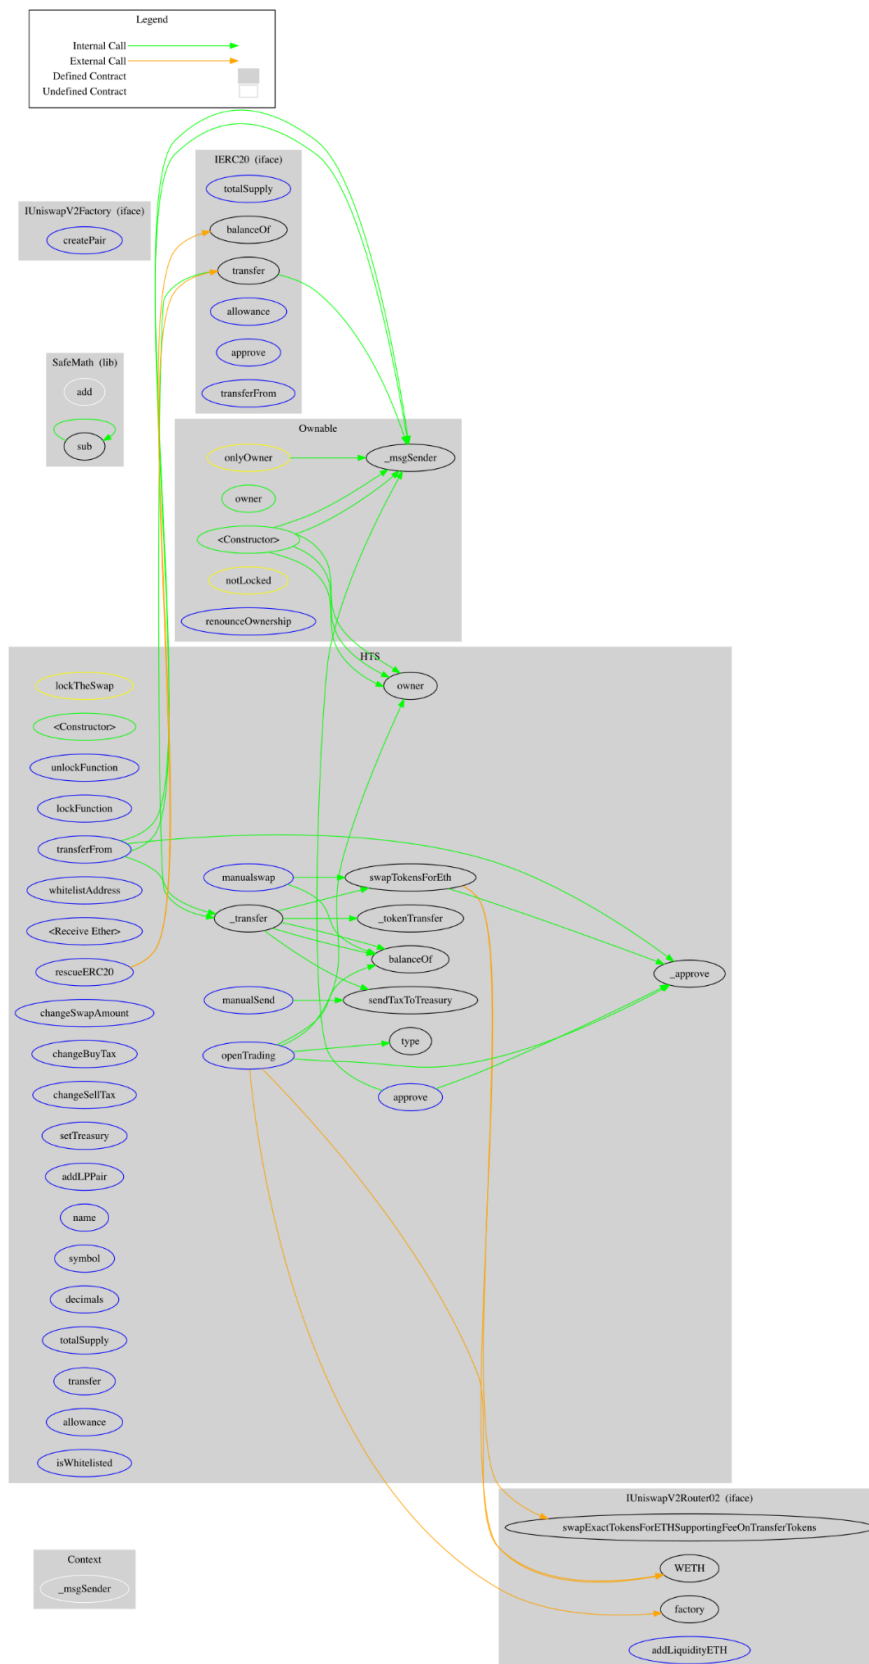 Legend
Internal Call
External Call
Defined Contract
Undefined Contract
IERC20 (iface)
totalSupply
balanceOf
transfer
allowance
approve
transferFrom
IUniswapV2Factory (iface)
createPair
SafeMath (lib)
add
sub
Ownable
onlyOwner
_msgSender
owner
<Constructor>
notLocked
renounceOwnership
HTS
lockTheSwap
owner
<Constructor>
unlockFunction
lockFunction
transferFrom
manualswap
swapTokensForEth
whitelistAddress
_transfer
_tokenTransfer
<Receive Ether>
balanceOf
rescueERC20
_approve
manualSend
sendTaxToTreasury
changeSwapAmount
type
changeBuyTax
openTrading
changeSellTax
approve
setTreasury
addLPPair
name
symbol
decimals
totalSupply
transfer
allowance
isWhitelisted
IUniswapV2Router02 (iface)
swapExactTokensForETHSupportingFeeOnTransferTokens
WETH
factory
addLiquidityETH
Context
_msgSender